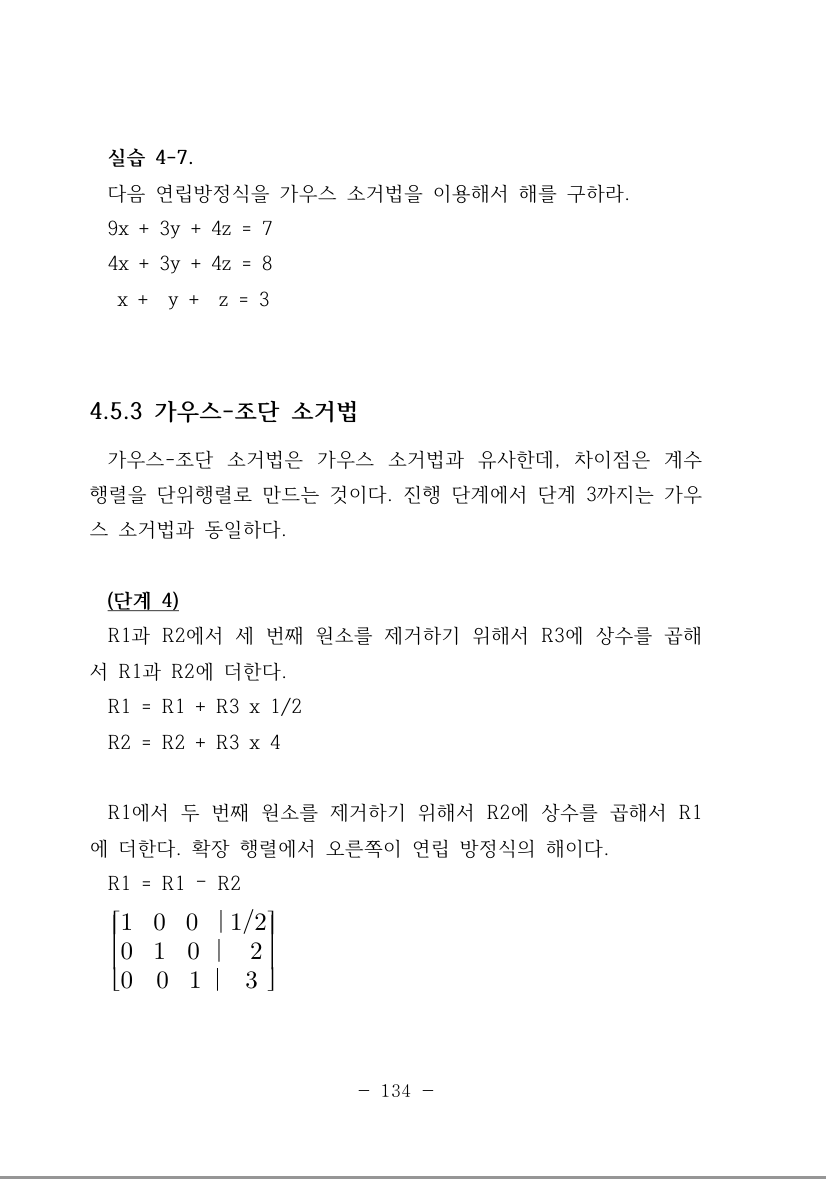 실습 4-7.
다음 연립방정식을 가우스 소거법을 이용해서 해를 구하라.
9x + 3y + 4z = 7
4x + 3y + 4z = 8
x + y + z = 3
4.5.3 가우스-조단 소거법
가우스-조단 소거법은 가우스 소거법과 유사한데, 차이점은 계수
행렬을 단위행렬로 만드는 것이다. 진행 단계에서 단계 3까지는 가우
스 소거법과 동일하다.
(단계 4)
R1과 R2에서 세 번째 원소를 제거하기 위해서 R3에 상수를 곱해
서 R1과 R2에 더한다.
R1 = R1 + R3 x 1/2
R2 = R2 + R3 x 4
R1에서 두 번째 원소를 제거하기 위해서 R2에 상수를 곱해서 R1
에 더한다. 확장 행렬에서 오른쪽이 연립 방정식의 해이다.
R1 = R1 - R2
[1 0 0 | 1/2]
[0 1 0 | 2]
[0 0 1 | 3]
- 134 -